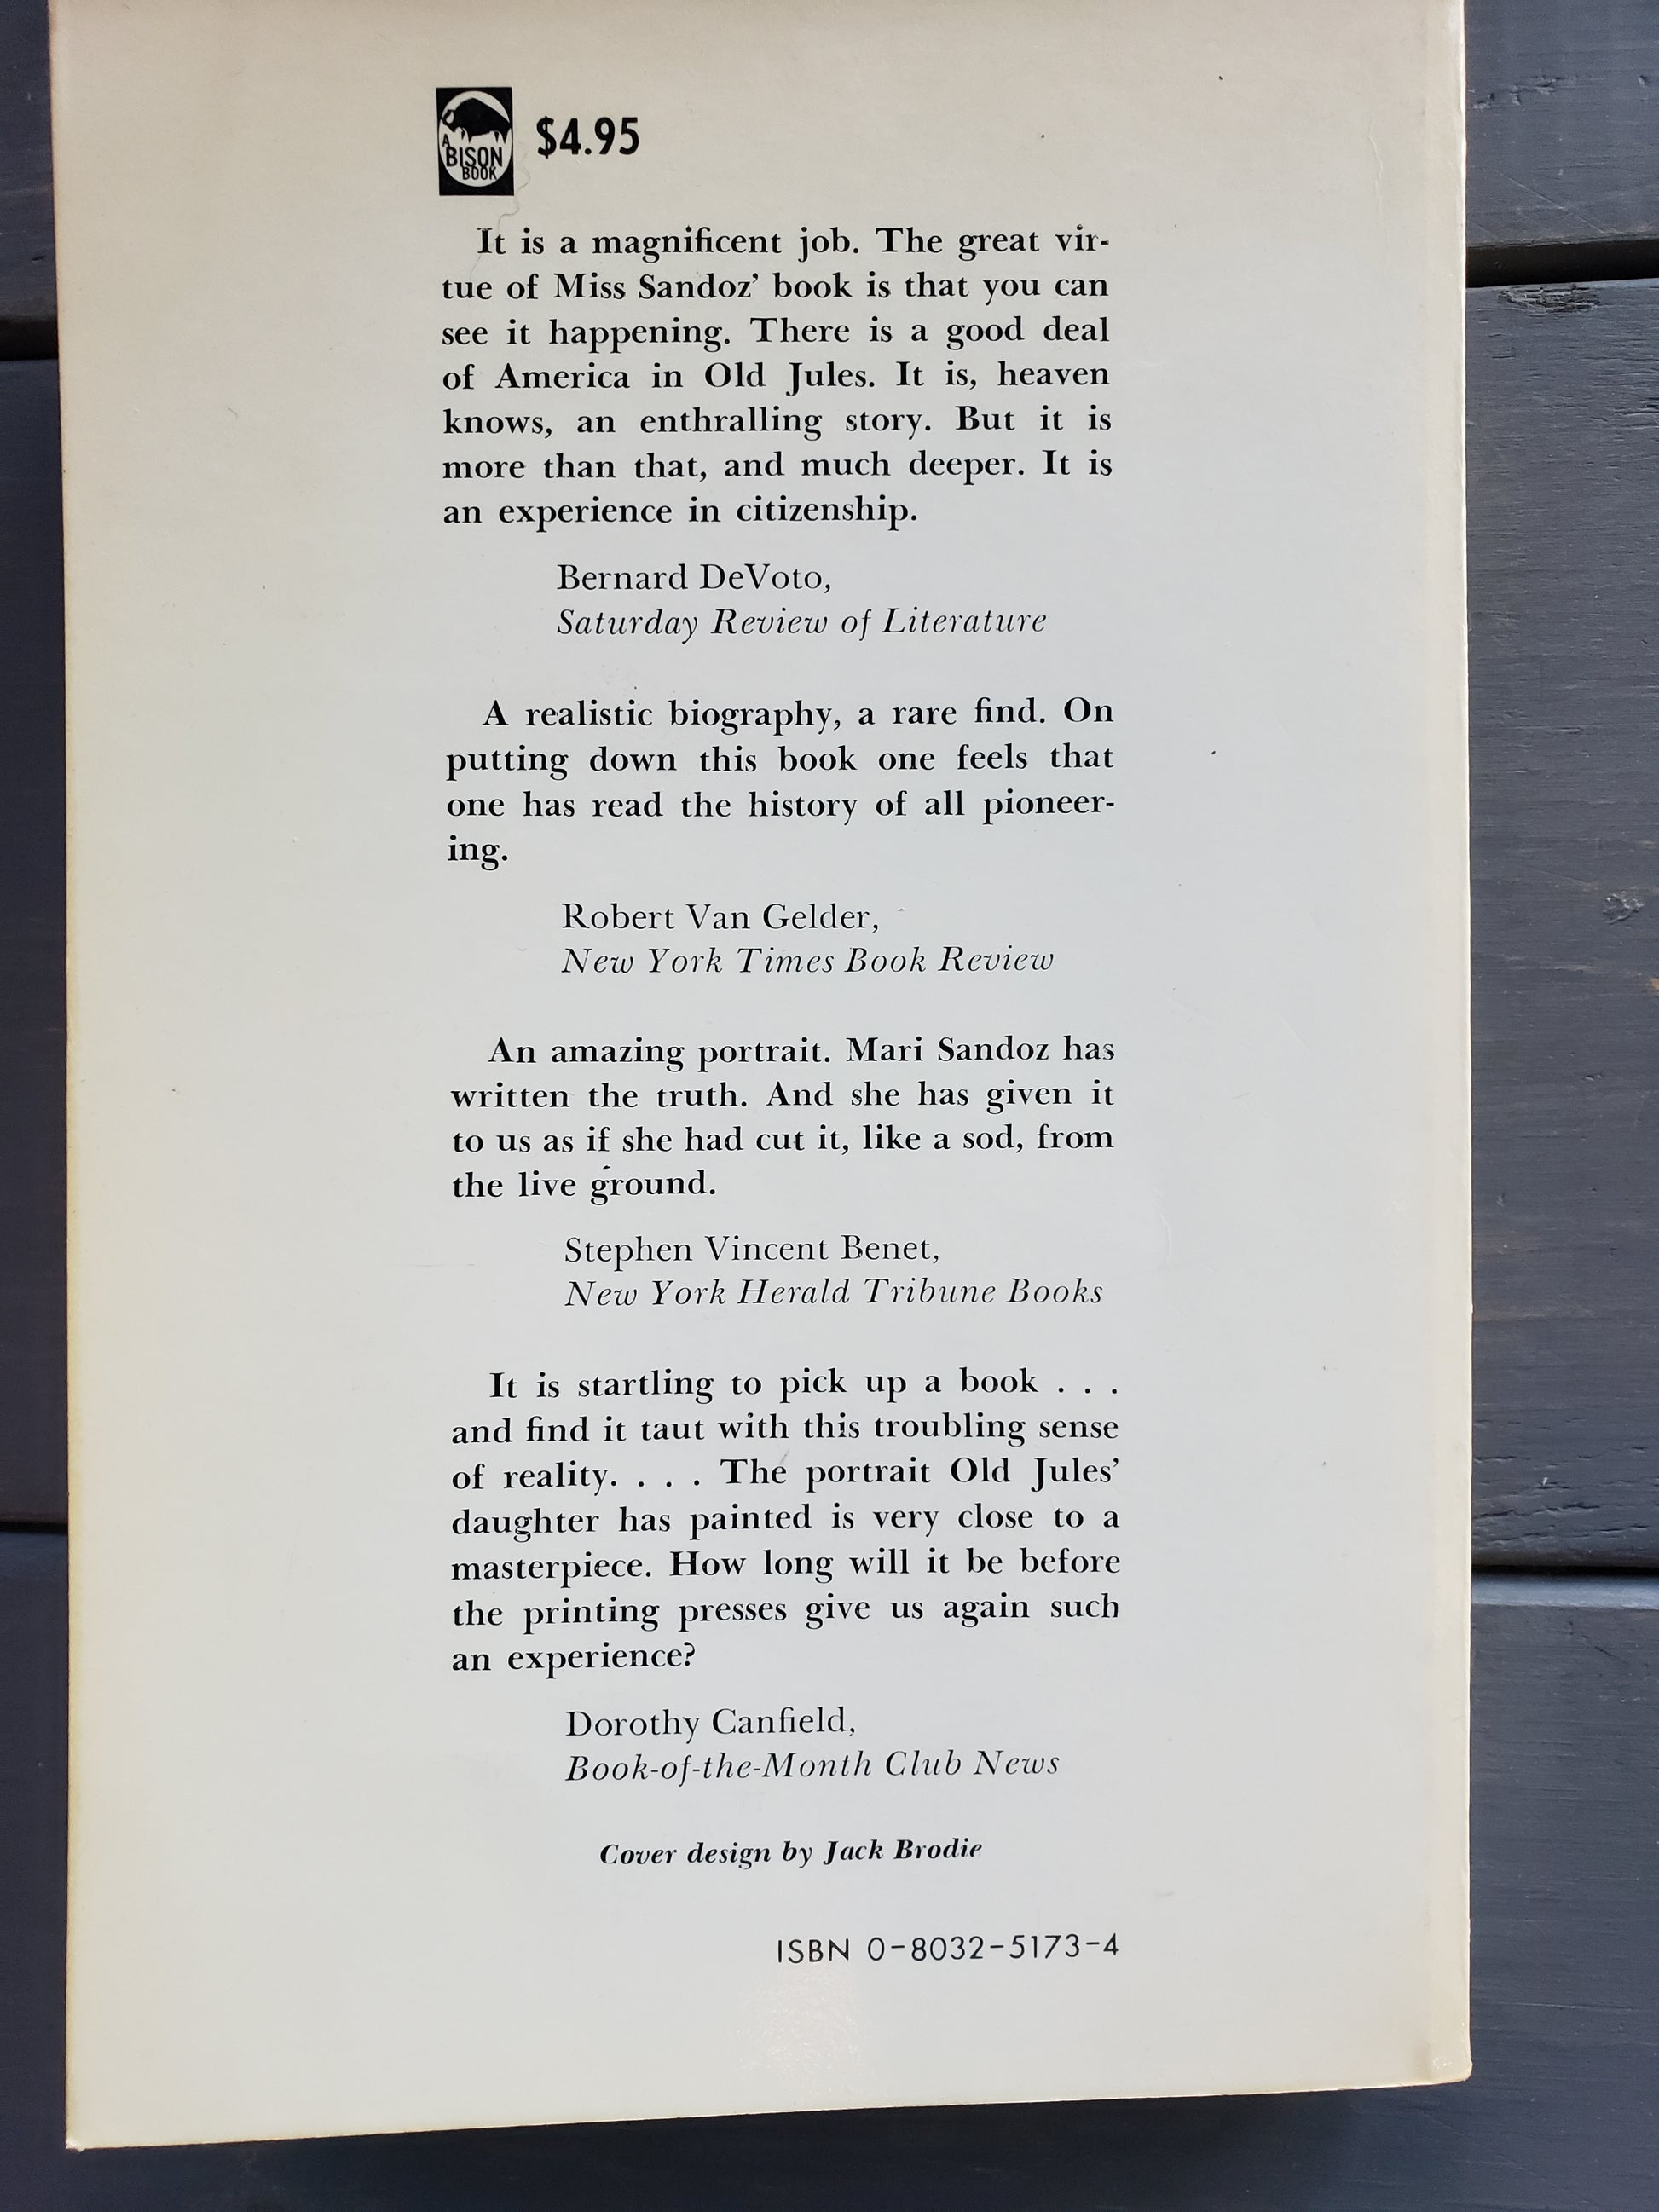 A
BISON
BOOK
$4.95
It is a magnificent job. The great vir-
tue of Miss Sandoz’ book is that you can
see it happening. There is a good deal
of America in Old Jules. It is, heaven
knows, an enthralling story. But it is
more than that, and much deeper. It is
an experience in citizenship.
Bernard DeVoto,
Saturday Review of Literature
A realistic biography, a rare find. On
putting down this book one feels that
one has read the history of all pioneer-
ing.
Robert Van Gelder,
New York Times Book Review
An amazing portrait. Mari Sandoz has
written the truth. And she has given it
to us as if she had cut it, like a sod, from
the live ground.
Stephen Vincent Benet,
New York Herald Tribune Books
It is startling to pick up a book . . .
and find it taut with this troubling sense
of reality. . . . The portrait Old Jules’
daughter has painted is very close to a
masterpiece. How long will it be before
the printing presses give us again such
an experience?
Dorothy Canfield,
Book-of-the-Month Club News
Cover design by Jack Brodie
ISBN 0-8032-5173-4